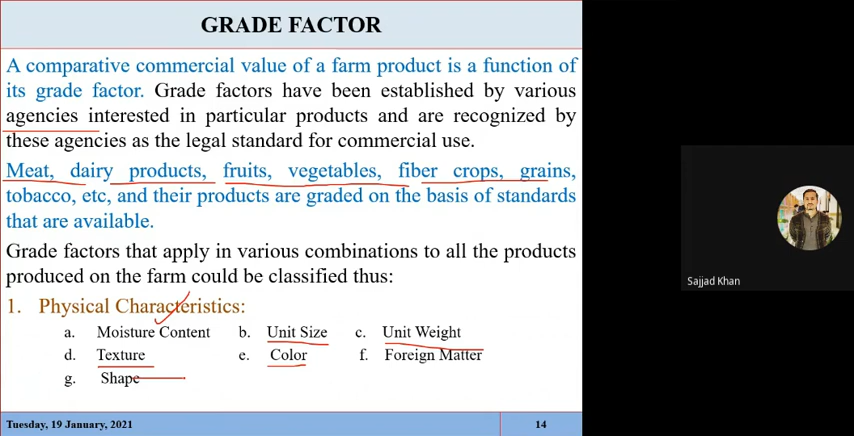 GRADE FACTOR
A comparative commercial value of a farm product is a function of
its grade factor. Grade factors have been established by various
agencies interested in particular products and are recognized by
these agencies as the legal standard for commercial use.
Meat, dairy products, fruits, vegetables, fiber crops, grains,
tobacco, etc, and their products are graded on the basis of standards
that are available.
Grade factors that apply in various combinations to all the products
produced on the farm could be classified thus:
1. Physical Characteristics:
a. Moisture Content b. Unit Size c. Unit Weight
d. Texture e. Color f. Foreign Matter
g. Shape
Tuesday, 19 January, 2021 14
Sajjad Khan